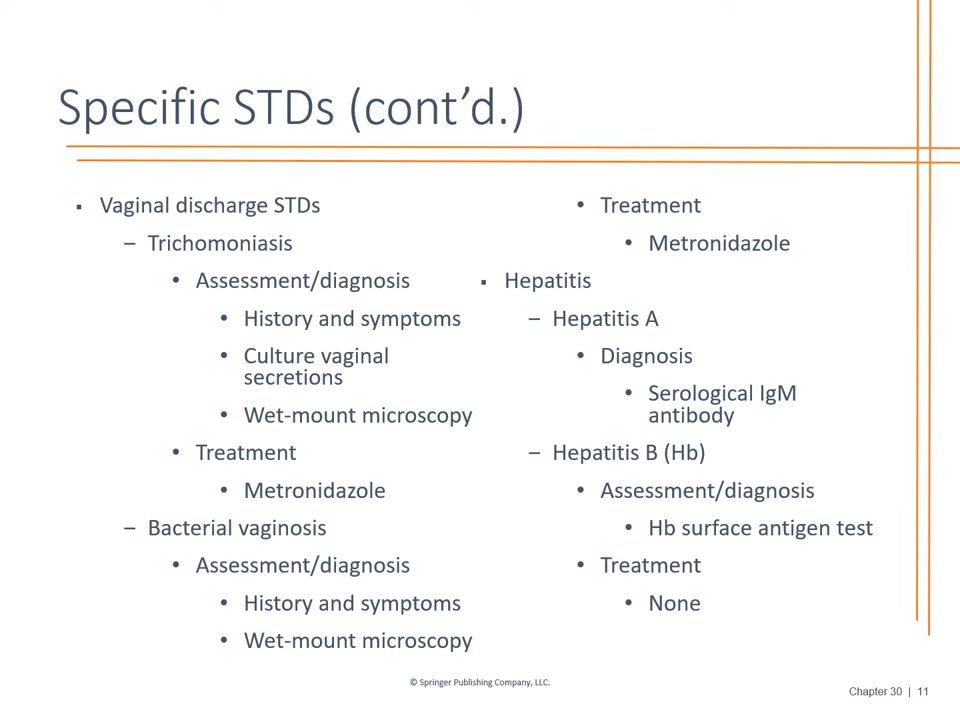 Specific STDs (cont’d.)
▪ Vaginal discharge STDs
– Trichomoniasis
• Assessment/diagnosis
• History and symptoms
• Culture vaginal
secretions
• Wet-mount microscopy
• Treatment
• Metronidazole
– Bacterial vaginosis
• Assessment/diagnosis
• History and symptoms
• Wet-mount microscopy
• Treatment
• Metronidazole
▪ Hepatitis
– Hepatitis A
• Diagnosis
• Serological IgM
antibody
– Hepatitis B (Hb)
• Assessment/diagnosis
• Hb surface antigen test
• Treatment
• None
© Springer Publishing Company, LLC.
Chapter 30 | 11